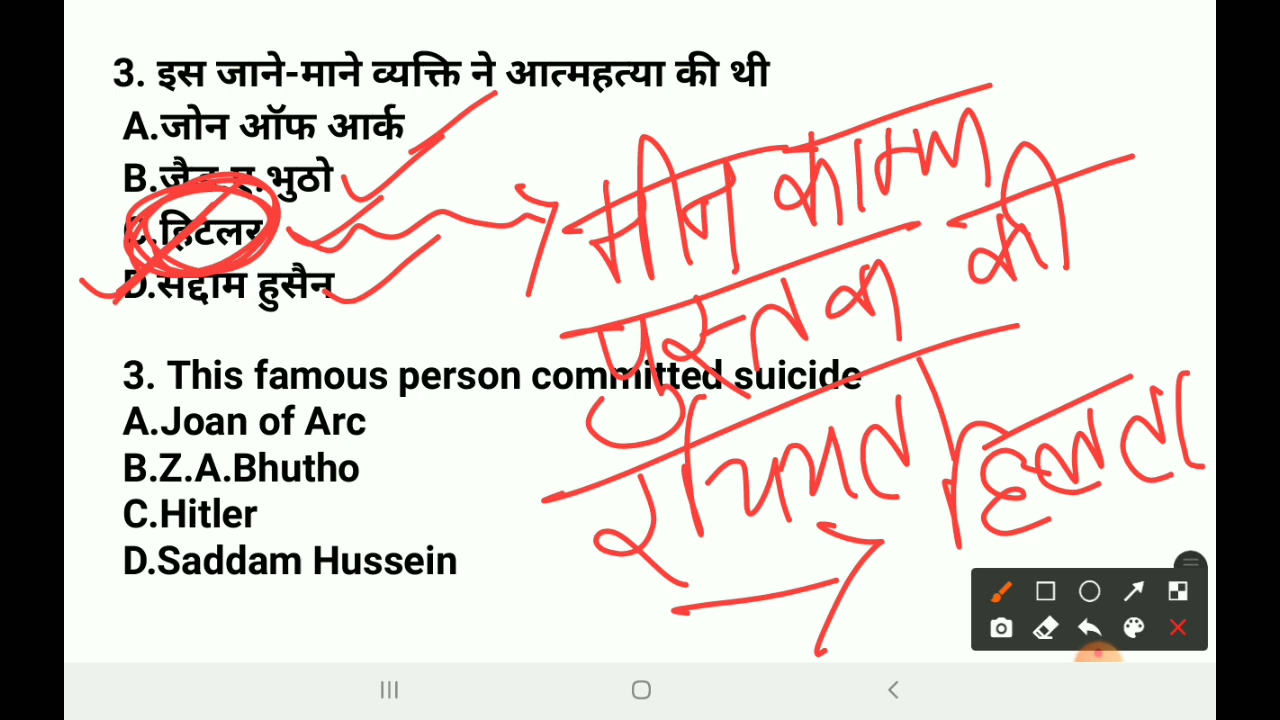 3. इस जाने-माने व्यक्ति ने आत्महत्या की थी
A.जोन ऑफ आर्क
B.जैड ए.भुठो
C.हिटलर
D.सद्दाम हुसैन
3. This famous person committed suicide
A.Joan of Arc
B.Z.A.Bhutho
C.Hitler
D.Saddam Hussein
मीन काम्प
पुस्तक की